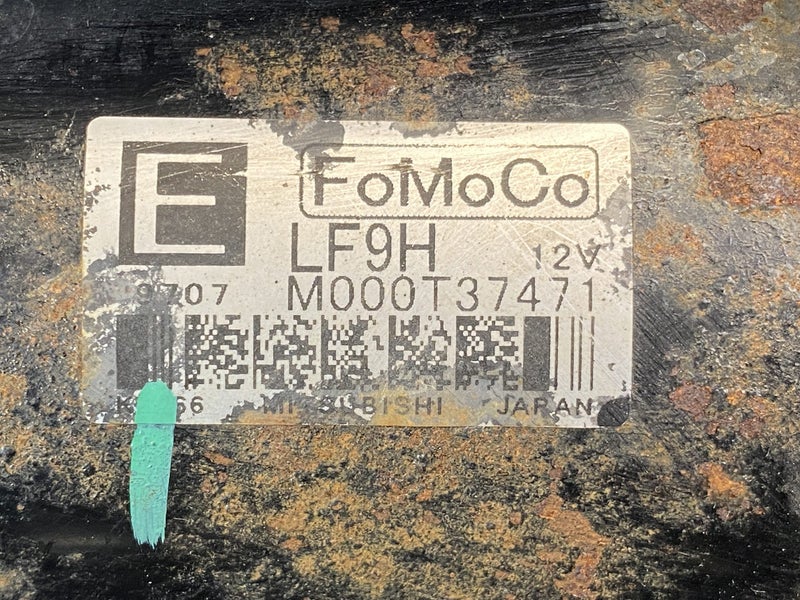 E FoMoCo
LF9H 12V
9707 M000T37471
MITSUBISHI JAPAN